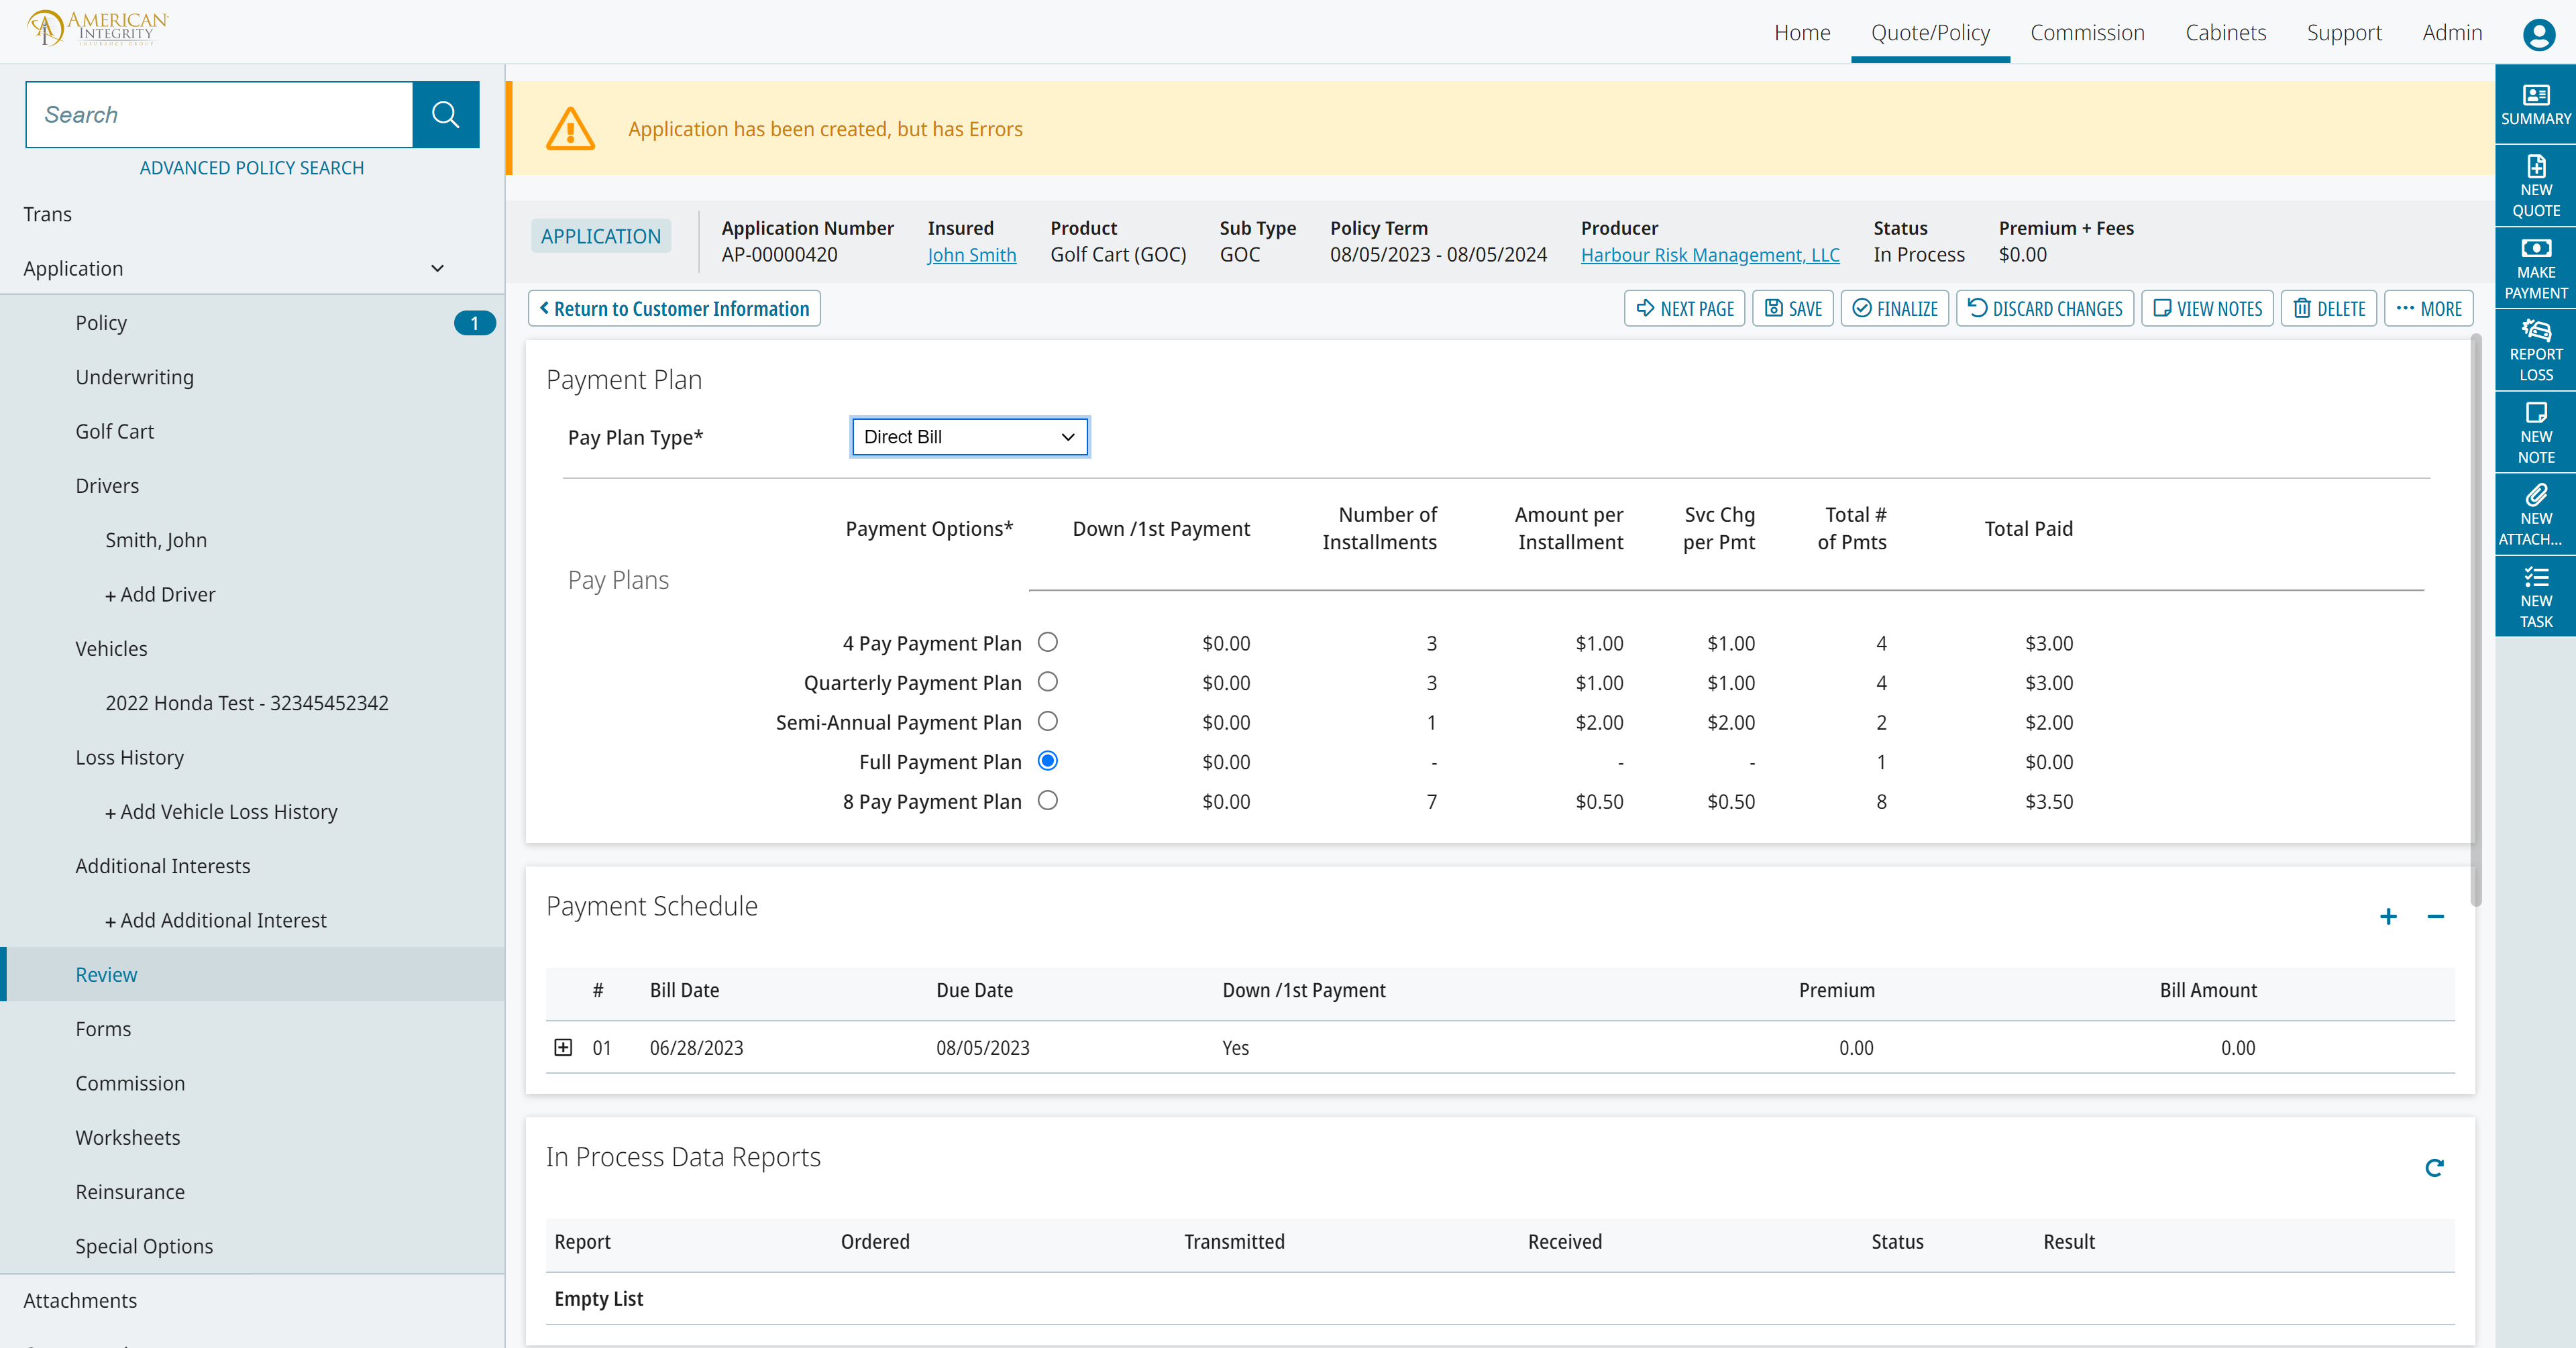 AMERICAN
INTEGRITY
INSURANCE GROUP
Home Quote/Policy Commission Cabinets Support Admin
Search
ADVANCED POLICY SEARCH
Trans
Application
Policy 1
Underwriting
Golf Cart
Drivers
Smith, John
+ Add Driver
Vehicles
2022 Honda Test - 32345452342
Loss History
+ Add Vehicle Loss History
Additional Interests
+ Add Additional Interest
Review
Forms
Commission
Worksheets
Reinsurance
Special Options
Attachments
Application has been created, but has Errors
APPLICATION
Application Number Insured Product Sub Type Policy Term Producer Status Premium + Fees
AP-00000420 John Smith Golf Cart (GOC) GOC 08/05/2023 - 08/05/2024 Harbour Risk Management, LLC In Process $0.00
Return to Customer Information NEXT PAGE SAVE FINALIZE DISCARD CHANGES VIEW NOTES DELETE MORE
Payment Plan
Pay Plan Type* Direct Bill
Payment Options* Down /1st Payment Number of Installments Amount per Installment Svc Chg per Pmt Total # of Pmts Total Paid
Pay Plans
4 Pay Payment Plan $0.00 3 $1.00 $1.00 4 $3.00
Quarterly Payment Plan $0.00 3 $1.00 $1.00 4 $3.00
Semi-Annual Payment Plan $0.00 1 $2.00 $2.00 2 $2.00
Full Payment Plan $0.00 - - - 1 $0.00
8 Pay Payment Plan $0.00 7 $0.50 $0.50 8 $3.50
Payment Schedule
# Bill Date Due Date Down /1st Payment Premium Bill Amount
01 06/28/2023 08/05/2023 Yes 0.00 0.00
In Process Data Reports
Report Ordered Transmitted Received Status Result
Empty List
SUMMARY
NEW
QUOTE
MAKE
PAYMENT
REPORT
LOSS
NEW
NOTE
NEW
ATTACH...
NEW
TASK